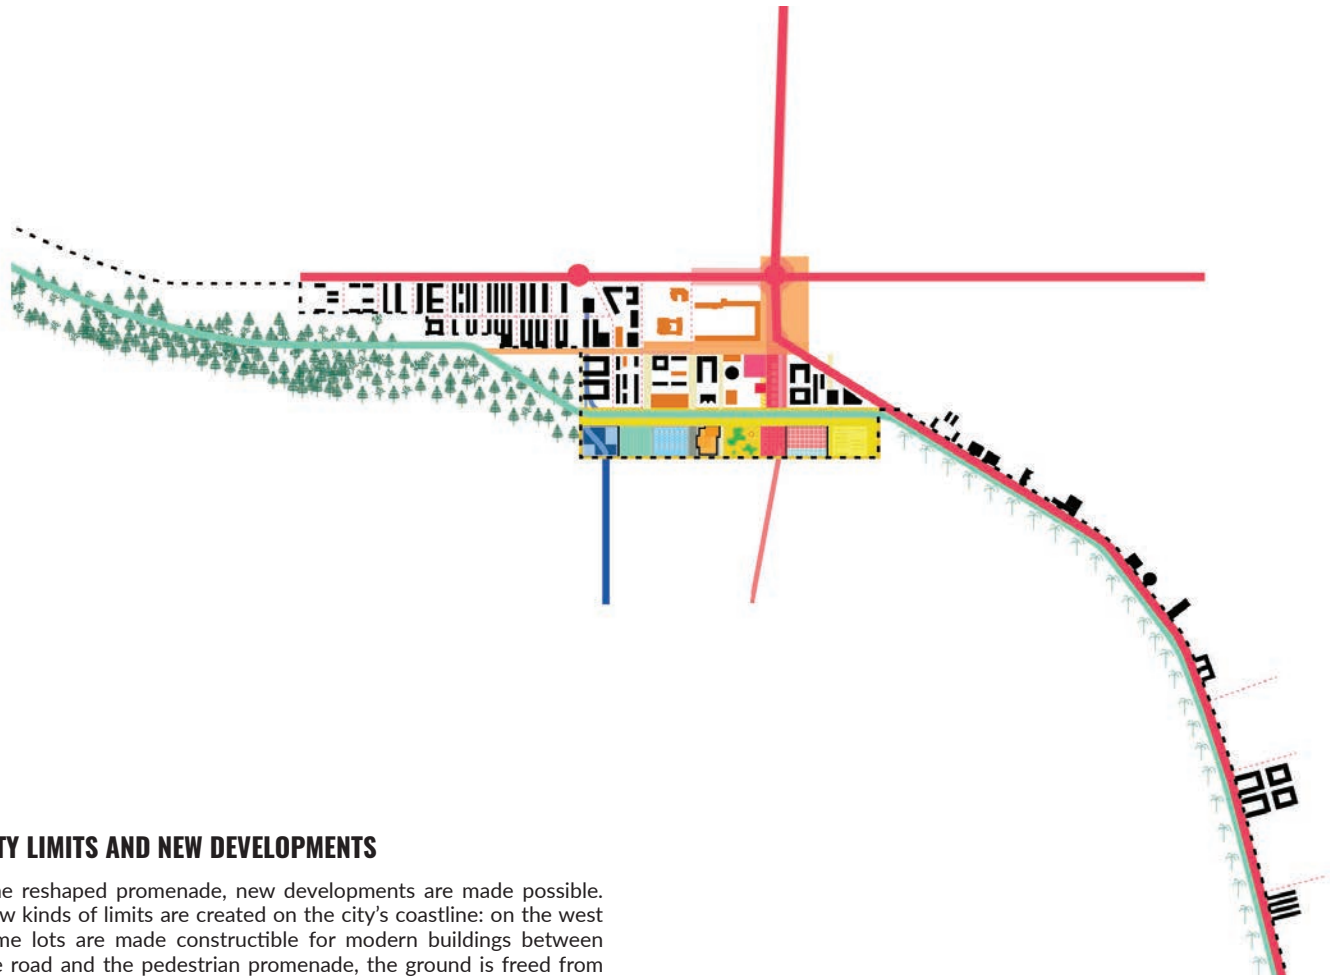 TY LIMITS AND NEW DEVELOPMENTS
ne reshaped promenade, new developments are made possible.
w kinds of limits are created on the city's coastline: on the west
me lots are made constructible for modern buildings between
e road and the pedestrian promenade, the ground is freed from